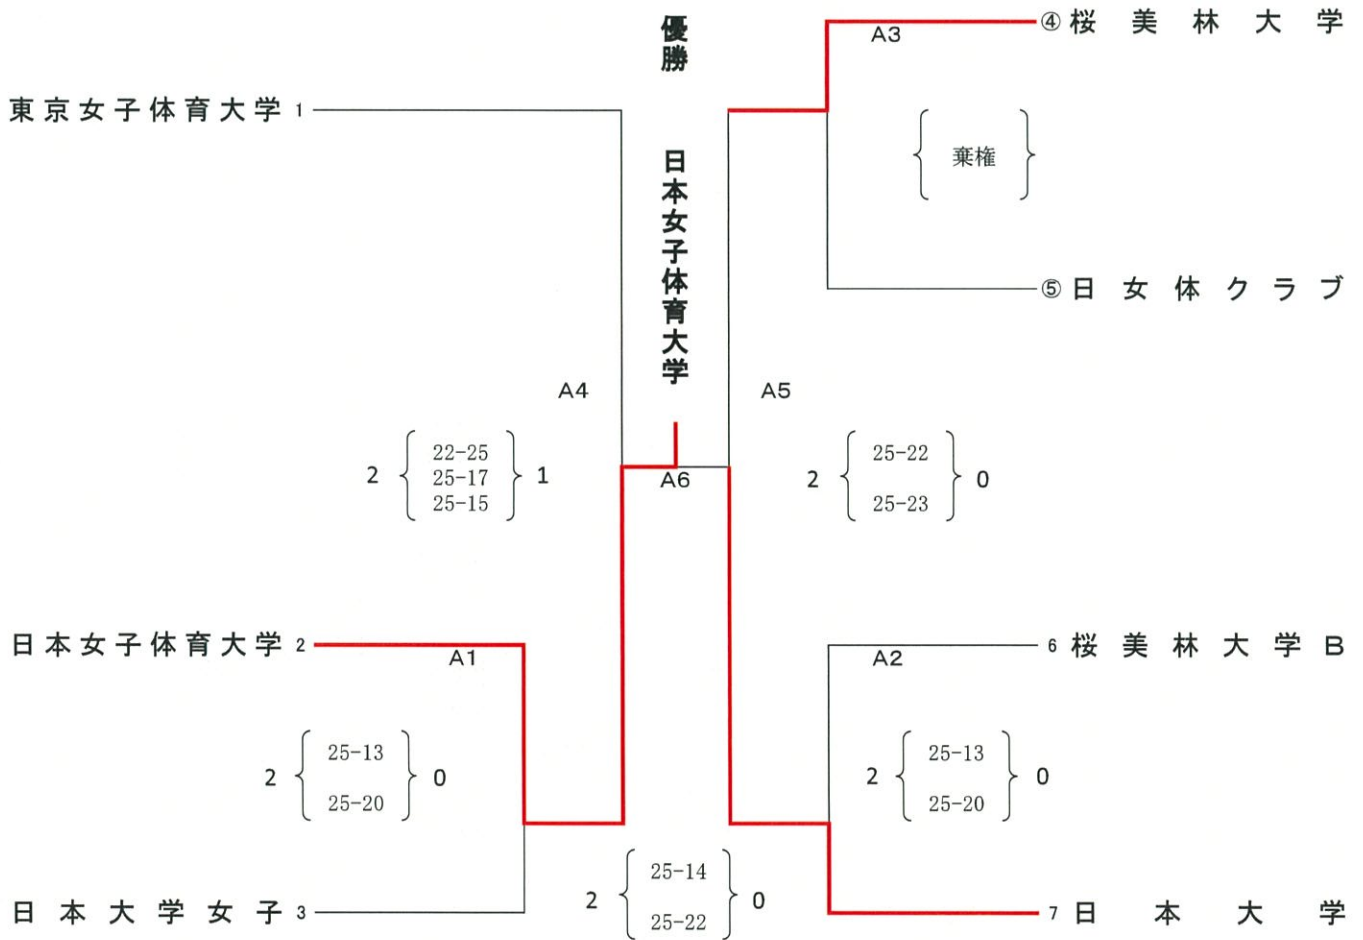 優勝 日本女子体育大学
東京女子体育大学 1
A4
2 22-25 1
25-17
25-15
日本女子体育大学 2
A1
2 25-13 0
25-20
日本大学女子 3
A6
2 25-14 0
25-22
④ 桜美林大学
A3
棄権
⑤ 日女体クラブ
A5
2 25-22 0
25-23
6 桜美林大学B
A2
2 25-13 0
25-20
7 日本大学